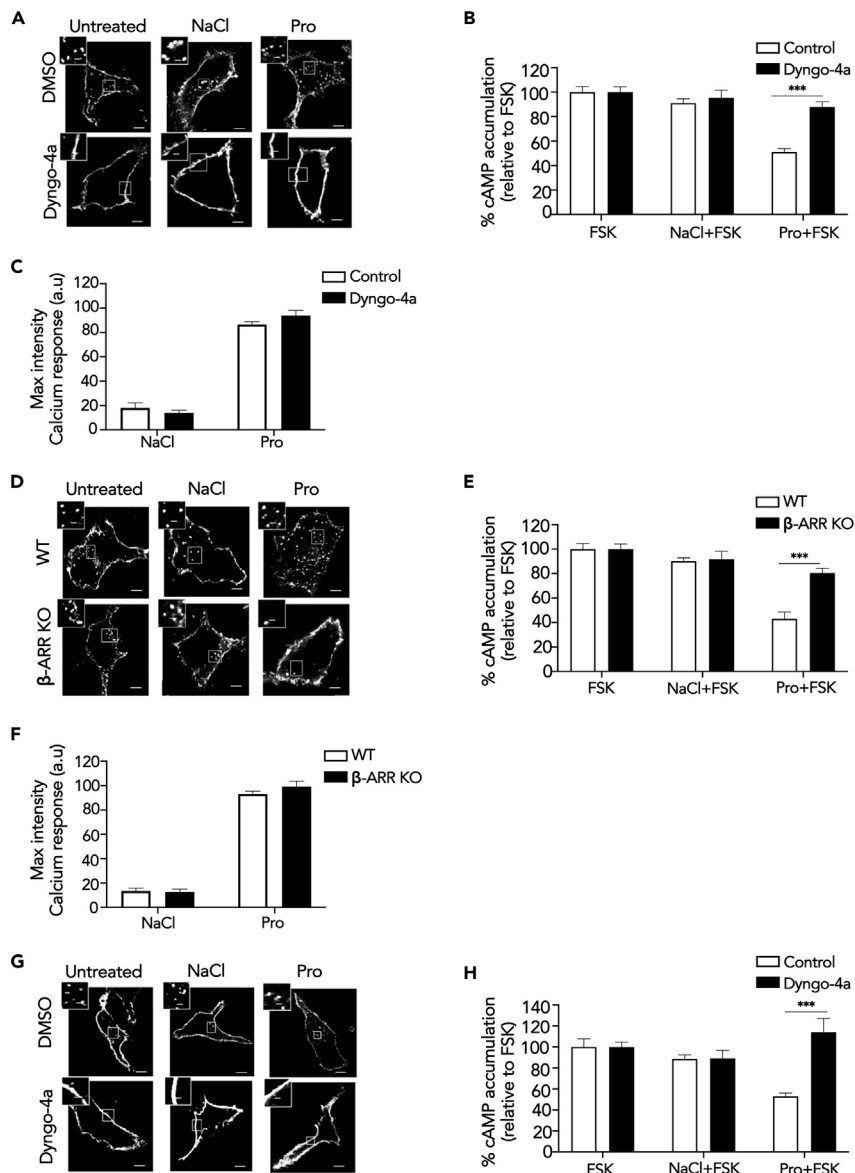 A
Untreated NaCl Pro
DMSO
Dyngo-4a
B
Control
Dyngo-4a
% cAMP accumulation
(relative to FSK)
120
100
80
60
40
20
0
***
FSK NaCl+FSK Pro+FSK
C
Control
Dyngo-4a
Max intensity
Calcium response (a.u)
120
100
80
60
40
20
0
NaCl Pro
D
Untreated NaCl Pro
WT
β-ARR KO
E
WT
β-ARR KO
% cAMP accumulation
(relative to FSK)
120
100
80
60
40
20
0
***
FSK NaCl+FSK Pro+FSK
F
WT
β-ARR KO
Max intensity
Calcium response (a.u)
120
100
80
60
40
20
0
NaCl Pro
G
Untreated NaCl Pro
DMSO
Dyngo-4a
H
Control
Dyngo-4a
% cAMP accumulation
(relative to FSK)
140
120
100
80
60
40
20
0
***
FSK NaCl+FSK Pro+FSK